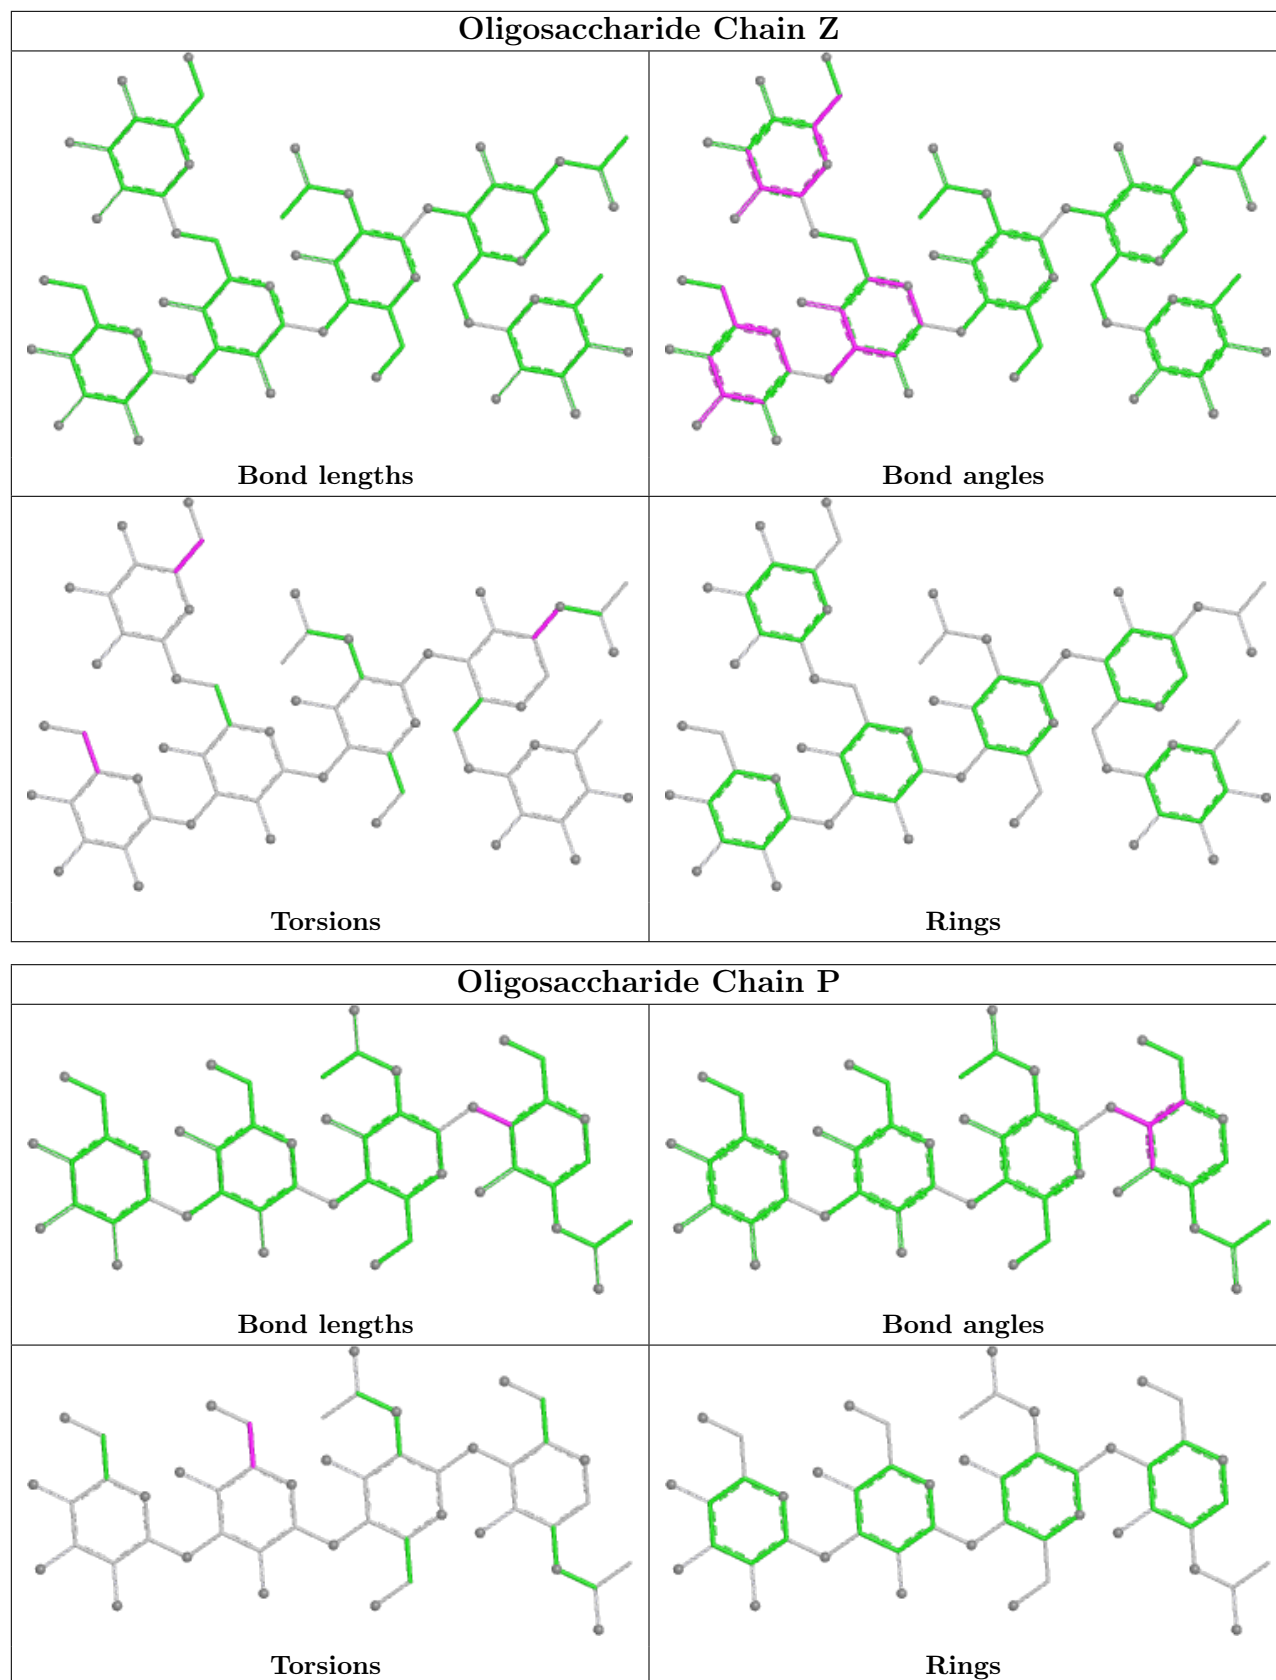 Oligosaccharide Chain Z
Bond lengths
Bond angles
Torsions
Rings
Oligosaccharide Chain P
Bond lengths
Bond angles
Torsions
Rings